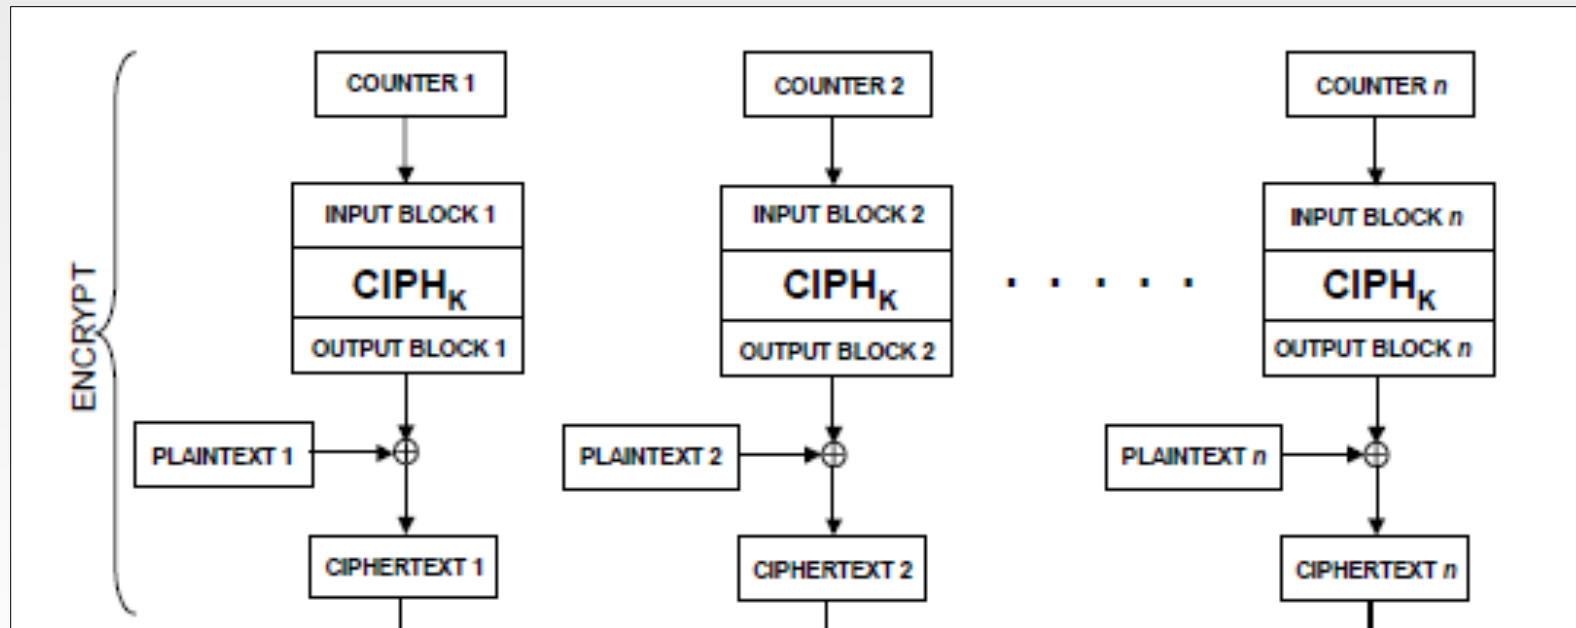 COUNTER 1 COUNTER 2 COUNTER n
INPUT BLOCK 1 INPUT BLOCK 2 INPUT BLOCK n
CIPHK CIPHK CIPHK
OUTPUT BLOCK 1 OUTPUT BLOCK 2 OUTPUT BLOCK n
ENCRYPT
PLAINTEXT 1 PLAINTEXT 2 PLAINTEXT n
CIPHERTEXT 1 CIPHERTEXT 2 CIPHERTEXT n